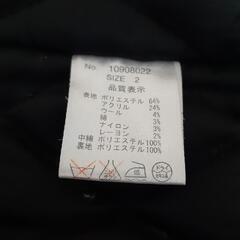 No. 10908022
SIZE 2
品質表示
表地 ポリエステル 64%
アクリル 24%
ウール 4%
綿 3%
ナイロン 3%
レーヨン 2%
中綿 ポリエステル100%
裏地 ポリエステル100%